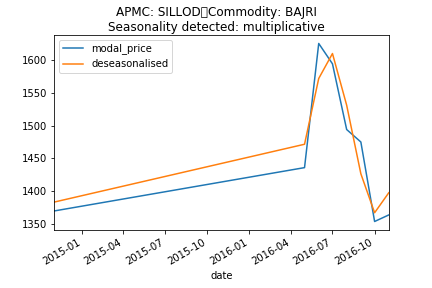 APMC: SILLOD Commodity: BAJRI
Seasonality detected: multiplicative
modal_price
deseasonalised
1600
1550
1500
1450
1400
1350
2015-01
2015-04
2015-07
2015-10
2016-01
2016-04
2016-07
2016-10
date